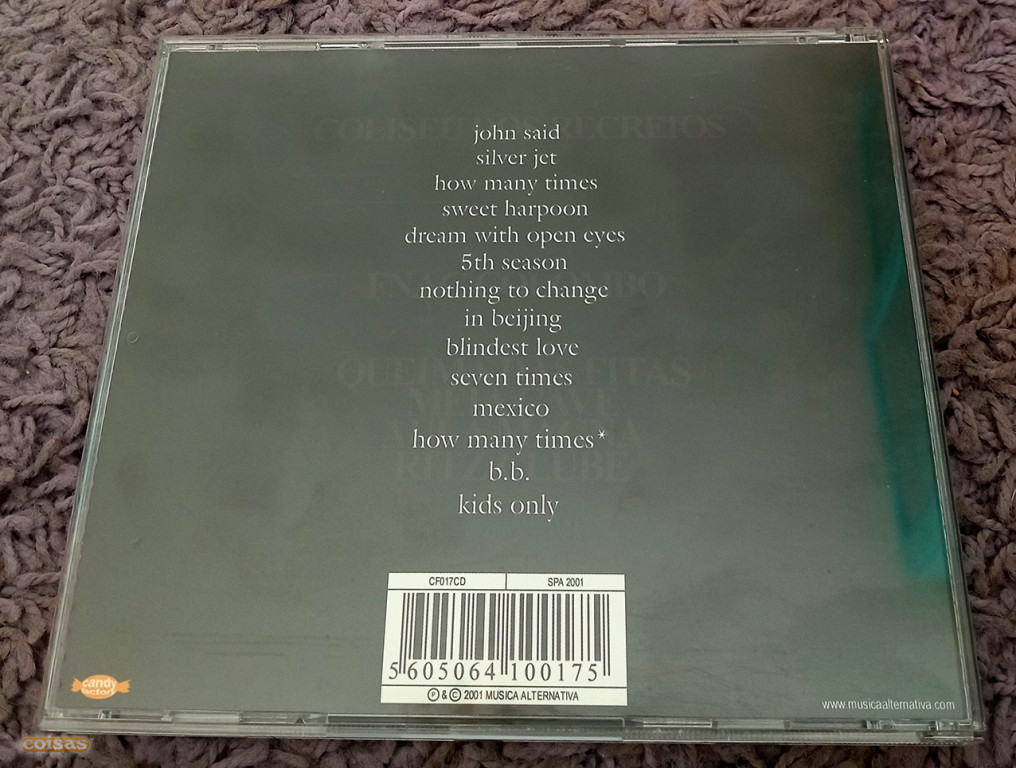 john said
silver jet
how many times
sweet harpoon
dream with open eyes
5th season
nothing to change
in beijing
blindest love
seven times
mexico
how many times*
b.b.
kids only
CF017CD SPA 2001
5 605064 100175
Ⓟ & © 2001 MUSICA ALTERNATIVA
candy factory
www.musicaalternativa.com
coisas